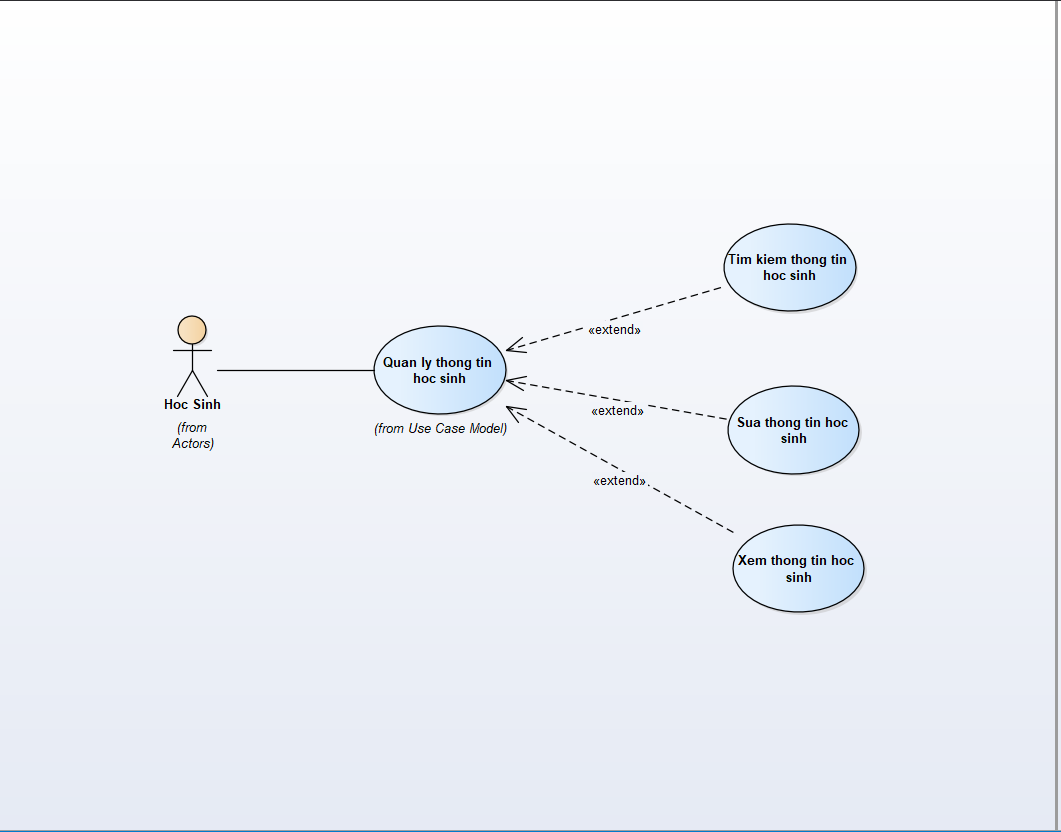 Hoc Sinh
(from
Actors)
Quan ly thong tin
hoc sinh
(from Use Case Model)
«extend»
«extend»
«extend»
Tim kiem thong tin
hoc sinh
Sua thong tin hoc
sinh
Xem thong tin hoc
sinh